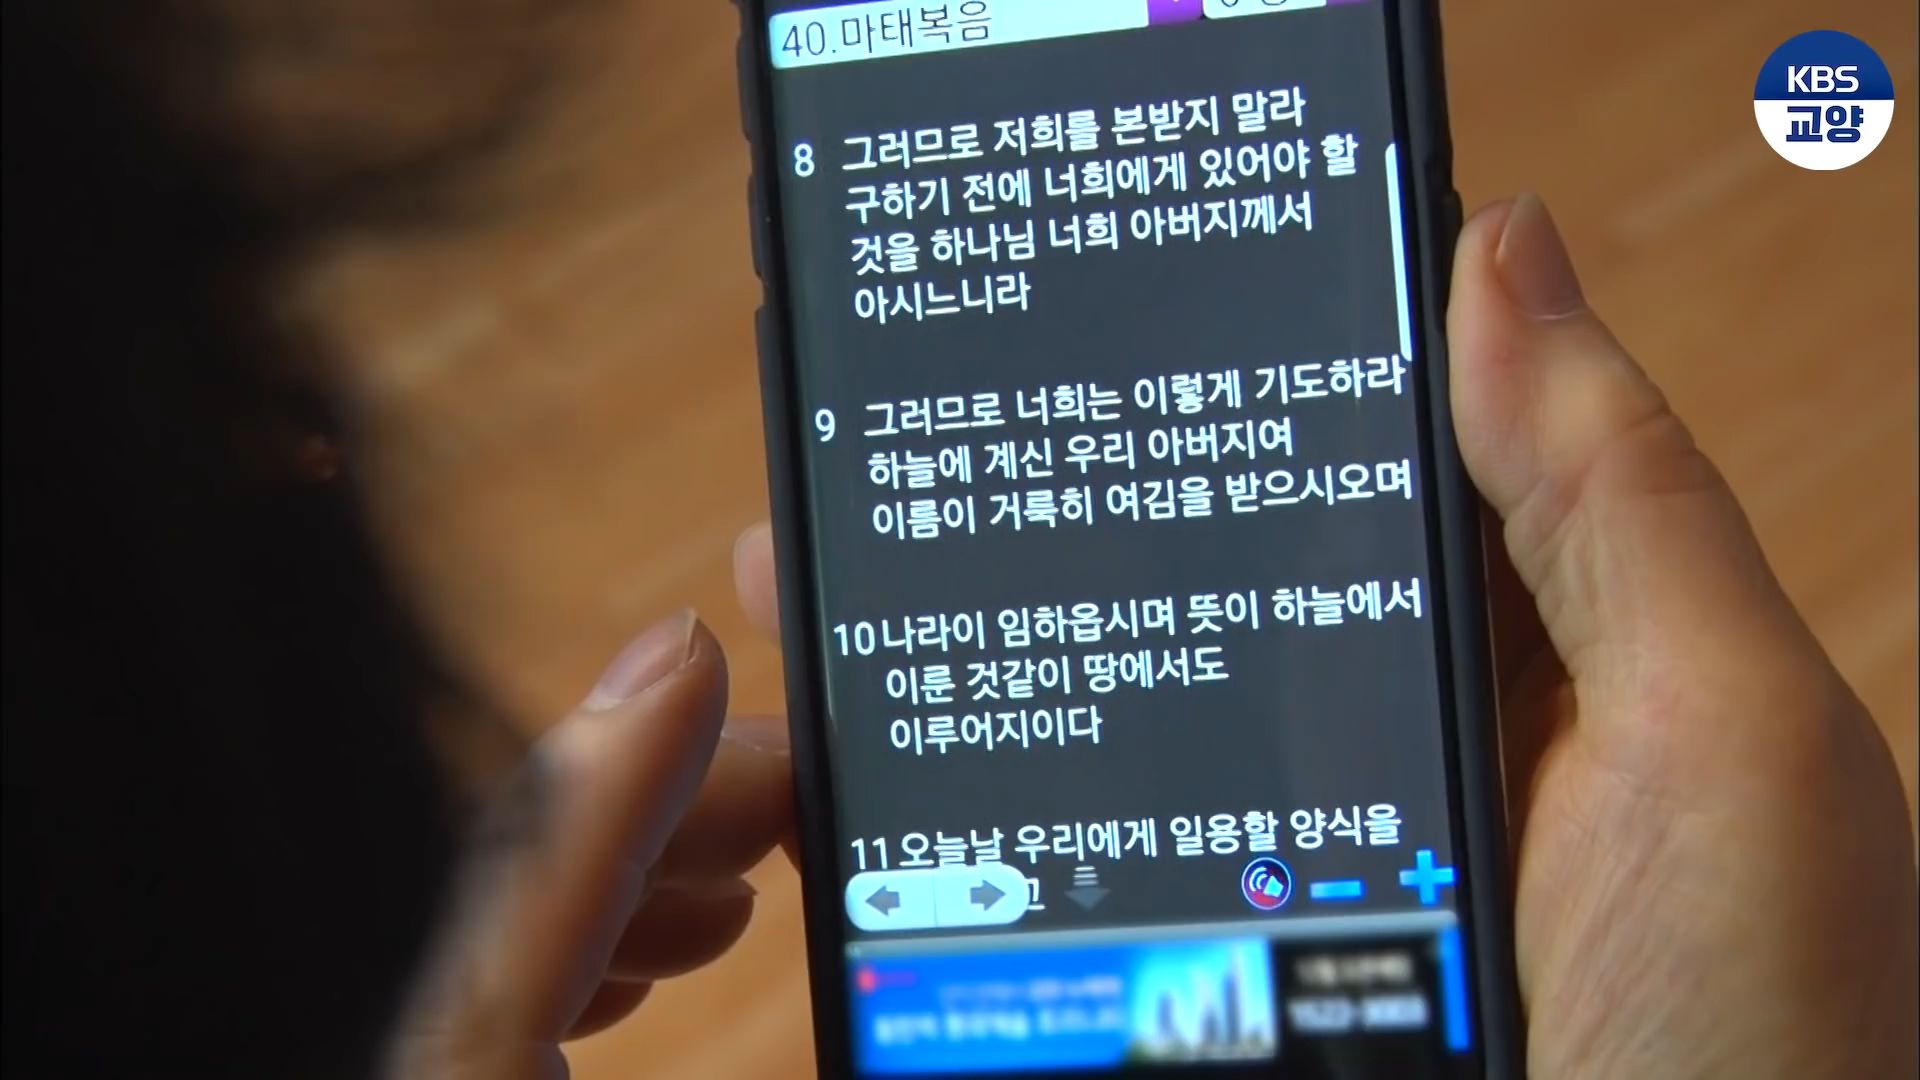 40.마태복음
KBS
교양
8 그러므로 저희를 본받지 말라
구하기 전에 너희에게 있어야 할
것을 하나님 너희 아버지께서
아시느니라
9 그러므로 너희는 이렇게 기도하라
하늘에 계신 우리 아버지여
이름이 거룩히 여김을 받으시오며
10 나라이 임하옵시며 뜻이 하늘에서
이룬 것같이 땅에서도
이루어지이다
11 오늘날 우리에게 일용할 양식을